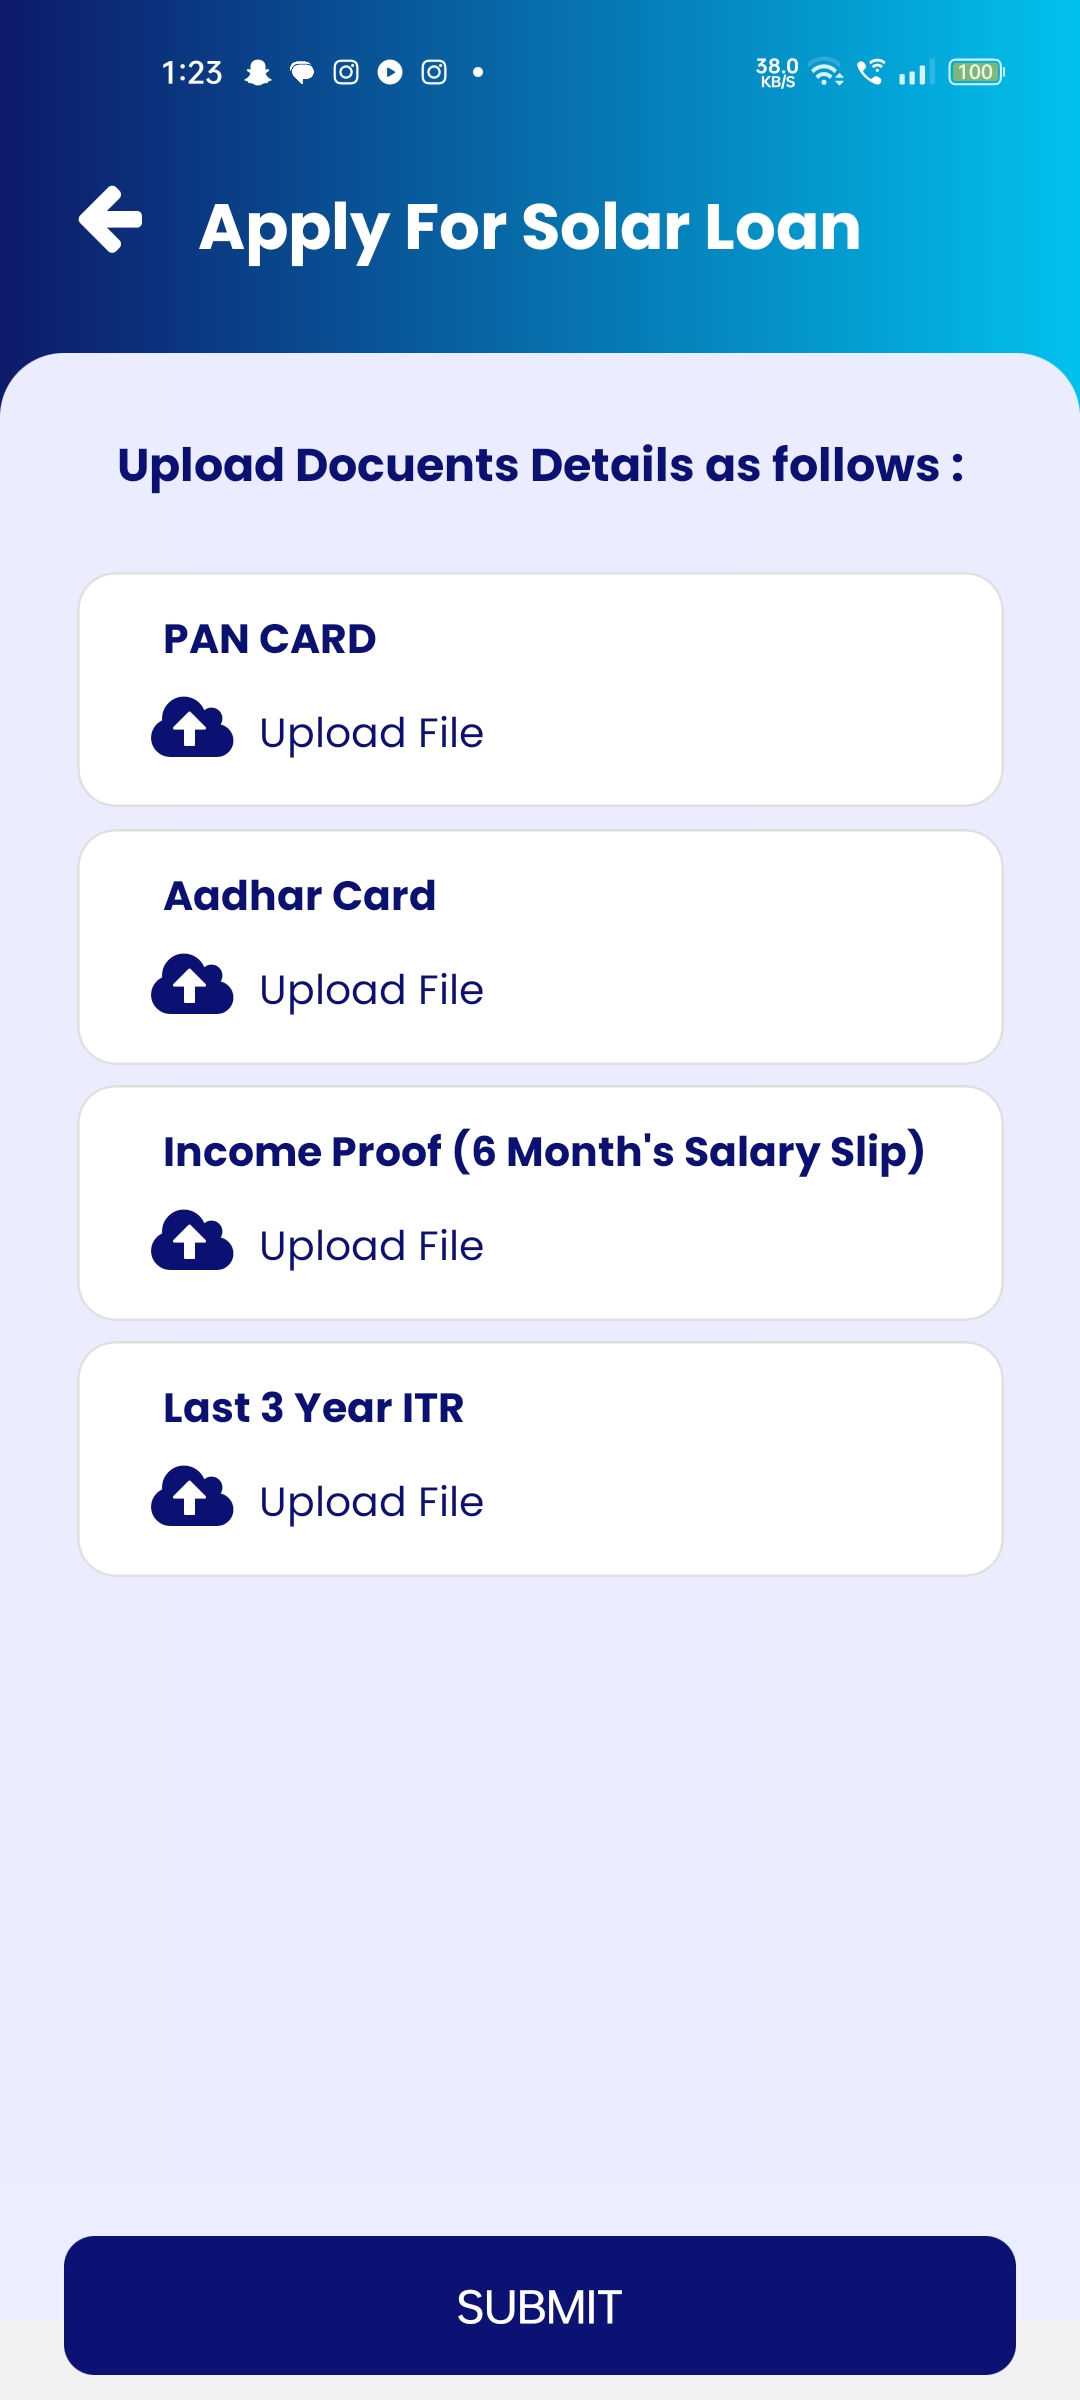 1:23
38.0
KB/S
100
Apply For Solar Loan
Upload Docuents Details as follows :
PAN CARD
Upload File
Aadhar Card
Upload File
Income Proof (6 Month's Salary Slip)
Upload File
Last 3 Year ITR
Upload File
SUBMIT